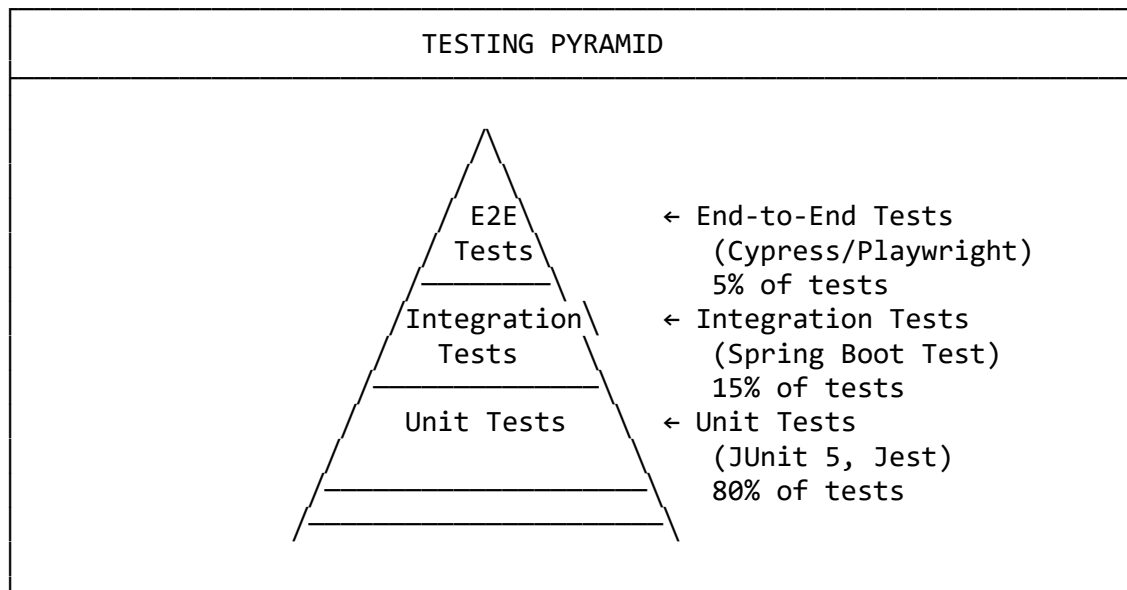 TESTING PYRAMID
E2E
Tests
← End-to-End Tests
(Cypress/Playwright)
5% of tests
Integration
Tests
← Integration Tests
(Spring Boot Test)
15% of tests
Unit Tests
← Unit Tests
(JUnit 5, Jest)
80% of tests